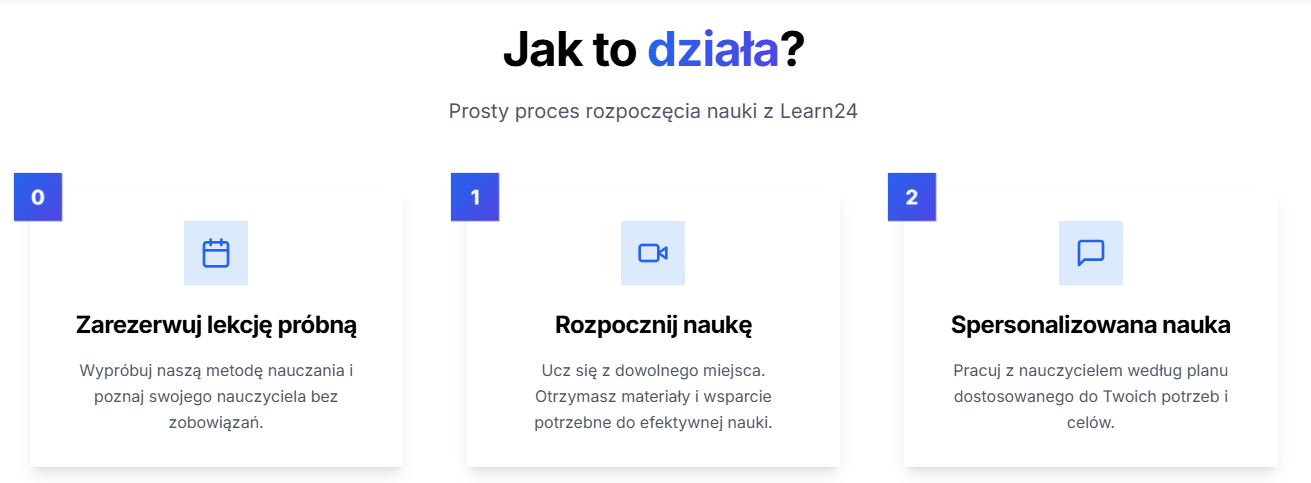 Jak to działa?
Prosty proces rozpoczęcia nauki z Learn24
0
Zarezerwuj lekcję próbną
Wypróbuj naszą metodę nauczania i
poznaj swojego nauczyciela bez
zobowiązań.
1
Rozpocznij naukę
Ucz się z dowolnego miejsca.
Otrzymasz materiały i wsparcie
potrzebne do efektywnej nauki.
2
Spersonalizowana nauka
Pracuj z nauczycielem według planu
dostosowanego do Twoich potrzeb i
celów.